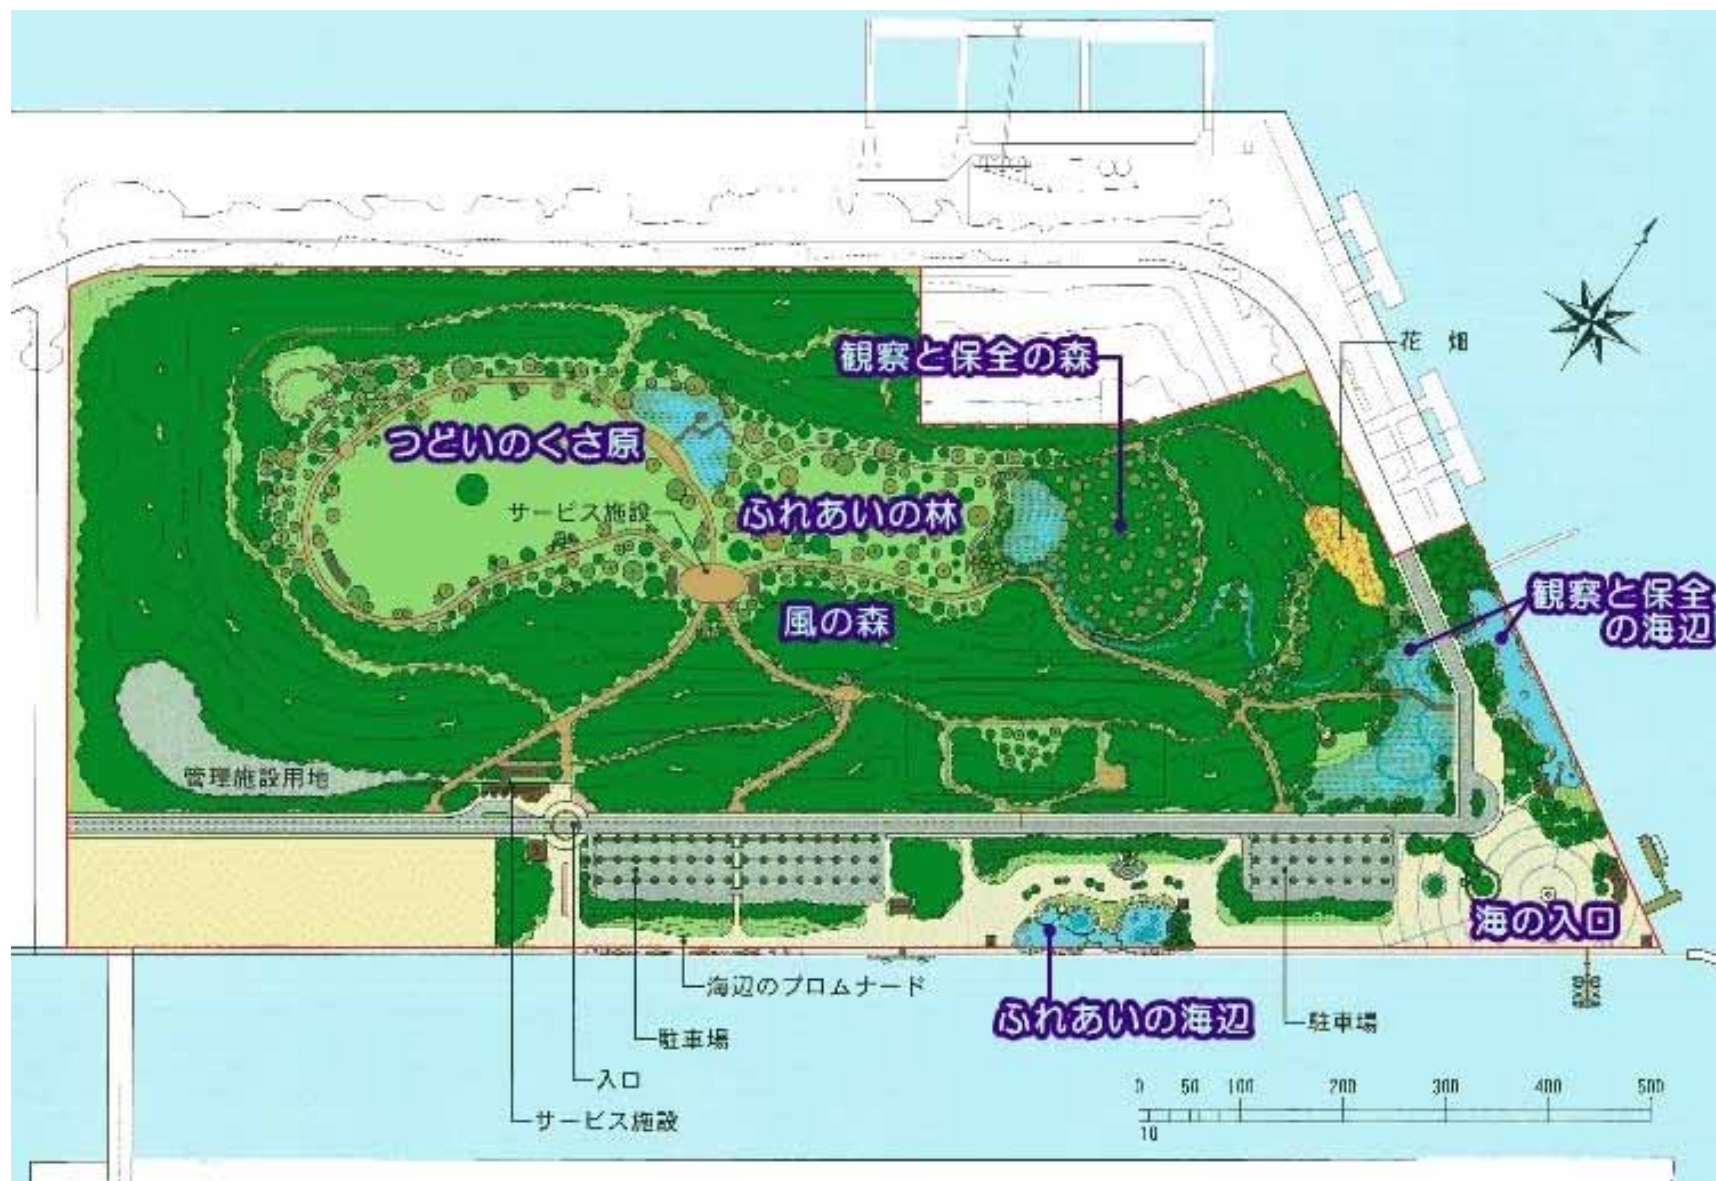 観察と保全の森
花 畑
つどいのくさ原
サービス施設
ふれあいの林
観察と保全
の海辺
風の森
管理施設用地
海の入口
海辺のプロムナード
ふれあいの海辺
駐車場
駐車場
入口
サービス施設
0 50 100 200 300 400 500
10